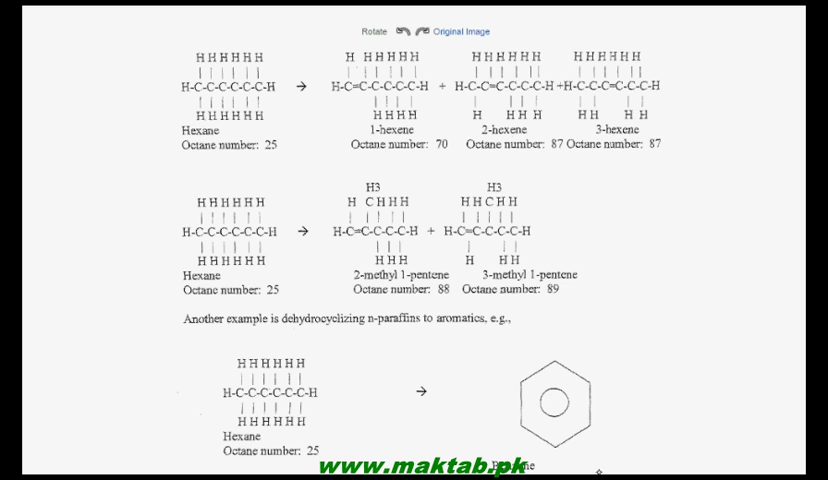 Rotate Original Image
H H H H H H H H H H H H H H H H H H H H H H H H
H-C-C-C-C-C-C-H → H-C=C-C-C-C-C-H + H-C-C=C-C-C-C-H +H-C-C-C=C-C-C-H
H H H H H H H H H H H H H H H H H H
Hexane 1-hexene 2-hexene 3-hexene
Octane number: 25 Octane number: 70 Octane number: 87 Octane number: 87
H3 H3
H H H H H H H C H H H H H C H H
H-C-C-C-C-C-C-H → H-C=C-C-C-C-H + H-C=C-C-C-C-H
H H H H H H H H H H H H
Hexane 2-methyl 1-pentene 3-methyl 1-pentene
Octane number: 25 Octane number: 88 Octane number: 89
Another example is dehydrocyclizing n-paraffins to aromatics, e.g.,
H H H H H H
H-C-C-C-C-C-C-H →
H H H H H H
Hexane
Octane number: 25
www.maktab.pk